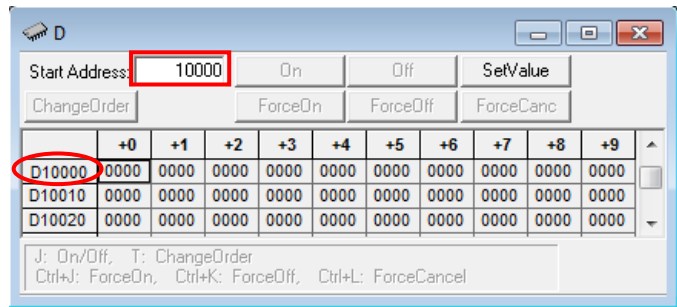 D
Start Address: 10000 On Off SetValue
ChangeOrder ForceOn ForceOff ForceCanc
+0 +1 +2 +3 +4 +5 +6 +7 +8 +9
D10000 0000 0000 0000 0000 0000 0000 0000 0000 0000 0000
D10010 0000 0000 0000 0000 0000 0000 0000 0000 0000 0000
D10020 0000 0000 0000 0000 0000 0000 0000 0000 0000 0000
J: On/Off, T: ChangeOrder
Ctrl+J: ForceOn, Ctrl+K: ForceOff, Ctrl+L: ForceCancel